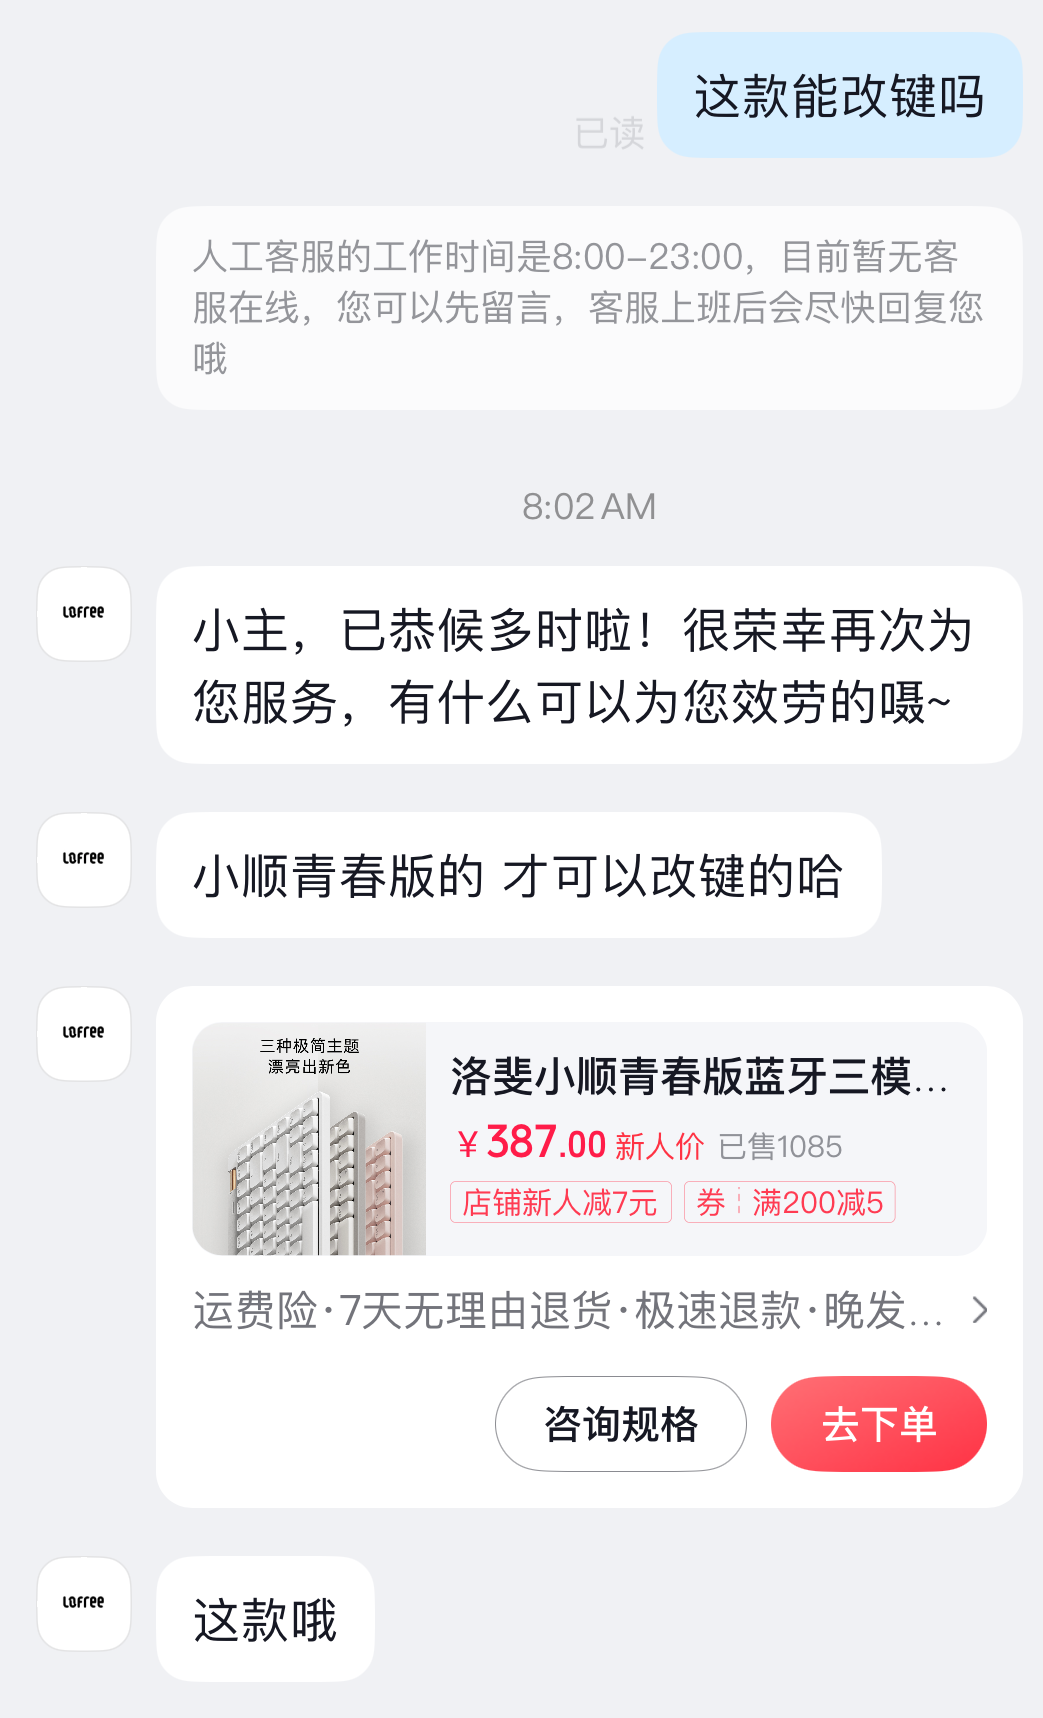 这款能改键吗
已读
人工客服的工作时间是8:00–23:00，目前暂无客
服在线，您可以先留言，客服上班后会尽快回复您
哦
8:02 AM
LOFREE
小主，已恭候多时啦！很荣幸再次为
您服务，有什么可以为您效劳的嗫~
LOFREE
小顺青春版的 才可以改键的哈
LOFREE
三种极简主题
漂亮出新色
洛斐小顺青春版蓝牙三模...
¥387.00 新人价 已售1085
店铺新人减7元 券 满200减5
运费险·7天无理由退货·极速退款·晚发...
咨询规格 去下单
LOFREE
这款哦